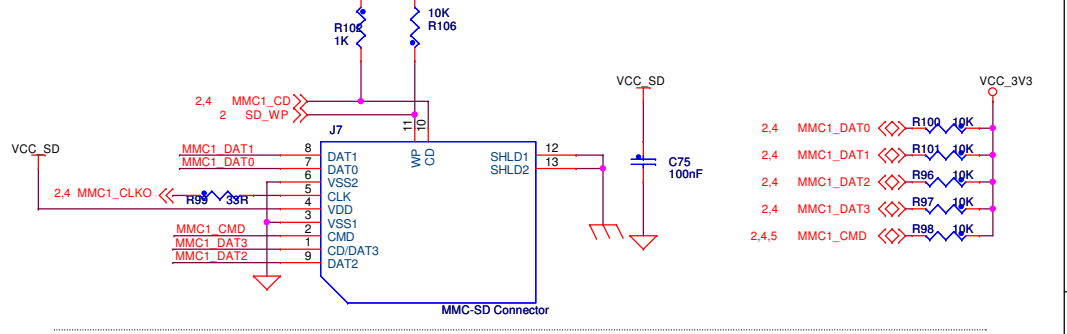 10K
R102
R106
1K
VCC_SD
VCC_3V3
2,4 MMC1_CD
2 SD_WP
11
10
J7
2,4 MMC1_DAT0 R100 10K
VCC_SD
MMC1_DAT1 8 DAT1
WP
CD
SHLD1 12
2,4 MMC1_DAT1 R101 10K
MMC1_DAT0 7 DAT0
SHLD2 13
C75
100nF
6 VSS2
2,4 MMC1_DAT2 R96 10K
2,4 MMC1_CLKO R99 33R 5 CLK
4 VDD
2,4 MMC1_DAT3 R97 10K
3 VSS1
MMC1_CMD 2 CMD
2,4,5 MMC1_CMD R98 10K
MMC1_DAT3 1 CD/DAT3
MMC1_DAT2 9 DAT2
MMC-SD Connector